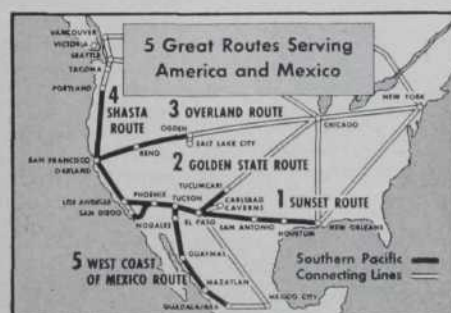 5 Great Routes Serving
America and Mexico
VANCOUVER
VICTORIA
SEATTLE
TACOMA
PORTLAND
4
SHASTA
ROUTE
3 OVERLAND ROUTE
OGDEN
SALT LAKE CITY
RENO
SAN FRANCISCO
OAKLAND
NEW YORK
CHICAGO
2 GOLDEN STATE ROUTE
TUCUMCARI
CARLSBAD
CAVERNS
1 SUNSET ROUTE
LOS ANGELES
SAN DIEGO
PHOENIX
TUCSON
NOGALES
EL PASO
SAN ANTONIO
HOUSTON
NEW ORLEANS
5 WEST COAST
OF MEXICO ROUTE
GUAYMAS
MAZATLAN
GUADALAJARA
MEXICO CITY
Southern Pacific
Connecting Lines